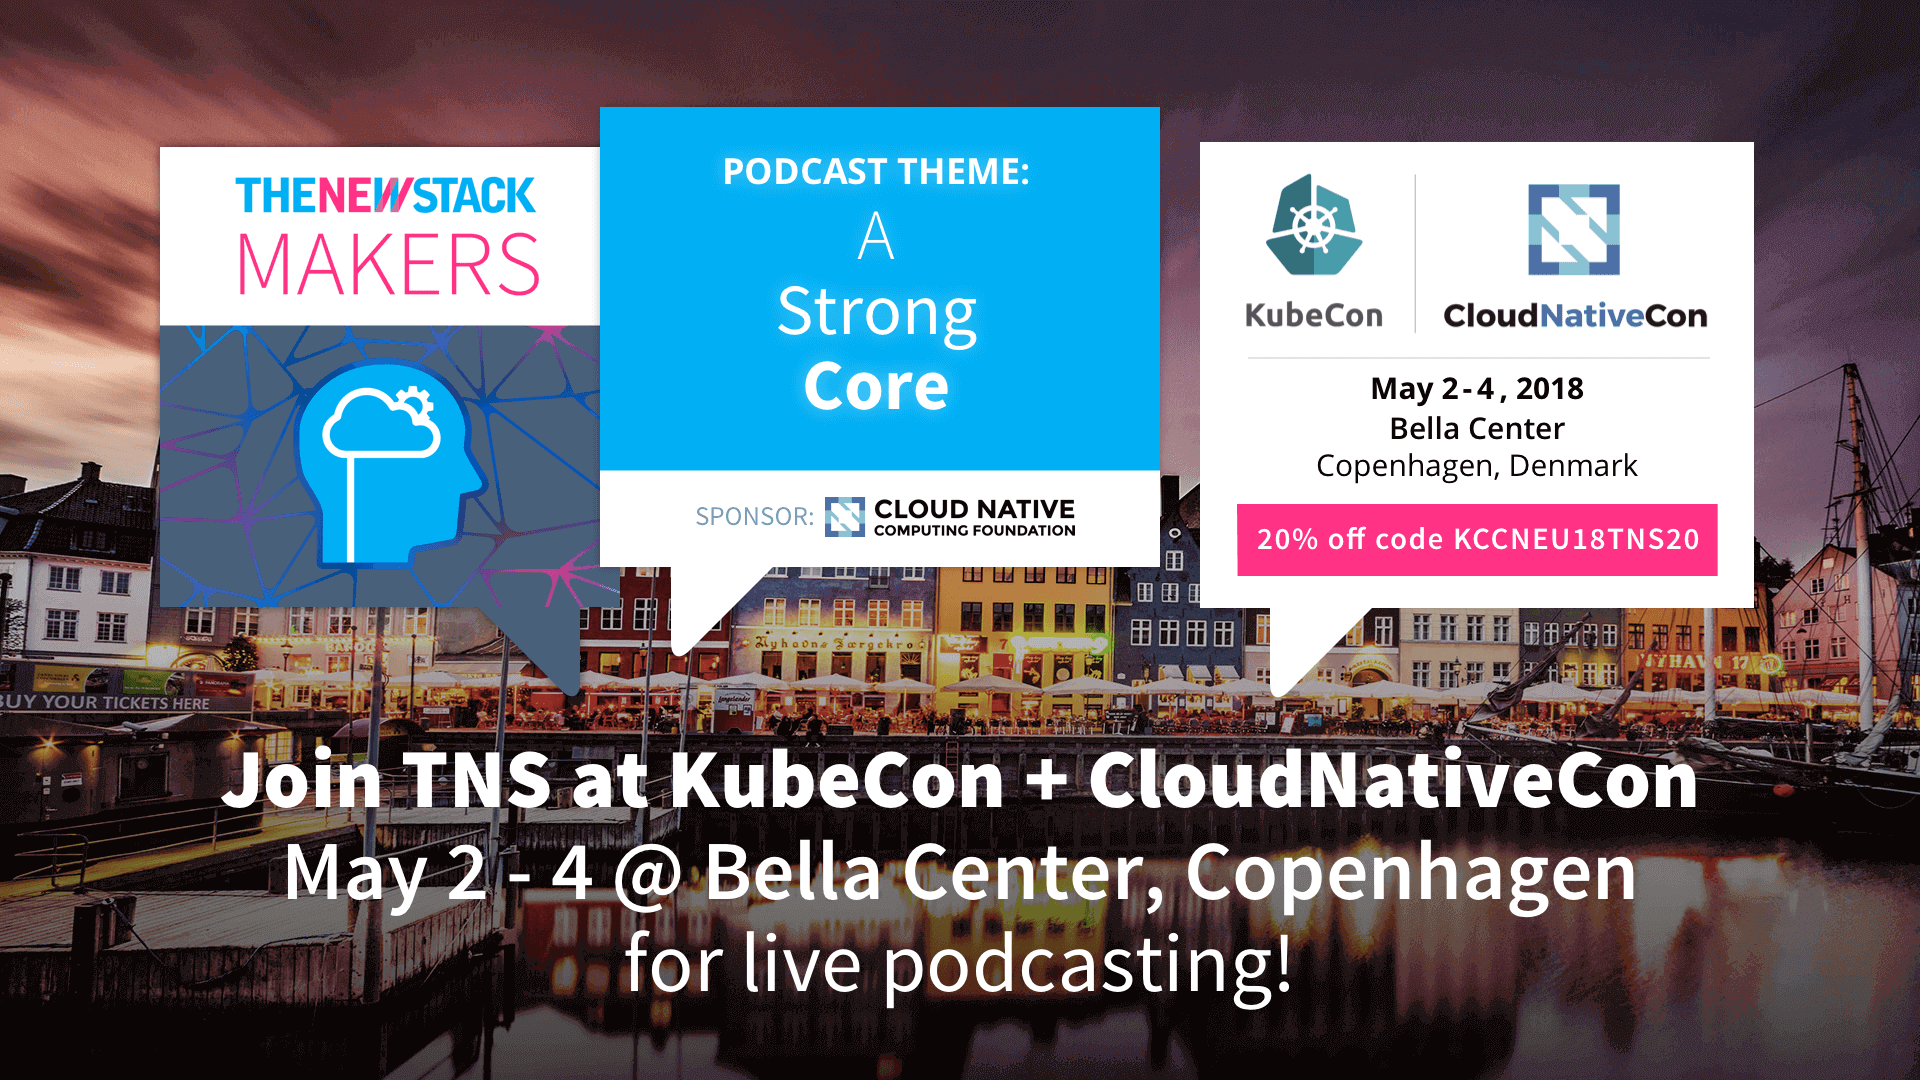 THENEWSTACK
MAKERS
PODCAST THEME:
A
Strong
Core
SPONSOR: CLOUD NATIVE
COMPUTING FOUNDATION
KubeCon
CloudNativeCon
May 2 - 4 , 2018
Bella Center
Copenhagen, Denmark
20% off code KCCNEU18TNS20
BUY YOUR TICKETS HERE
NYHAVN 17
Join TNS at KubeCon + CloudNativeCon
May 2 - 4 @ Bella Center, Copenhagen
for live podcasting!